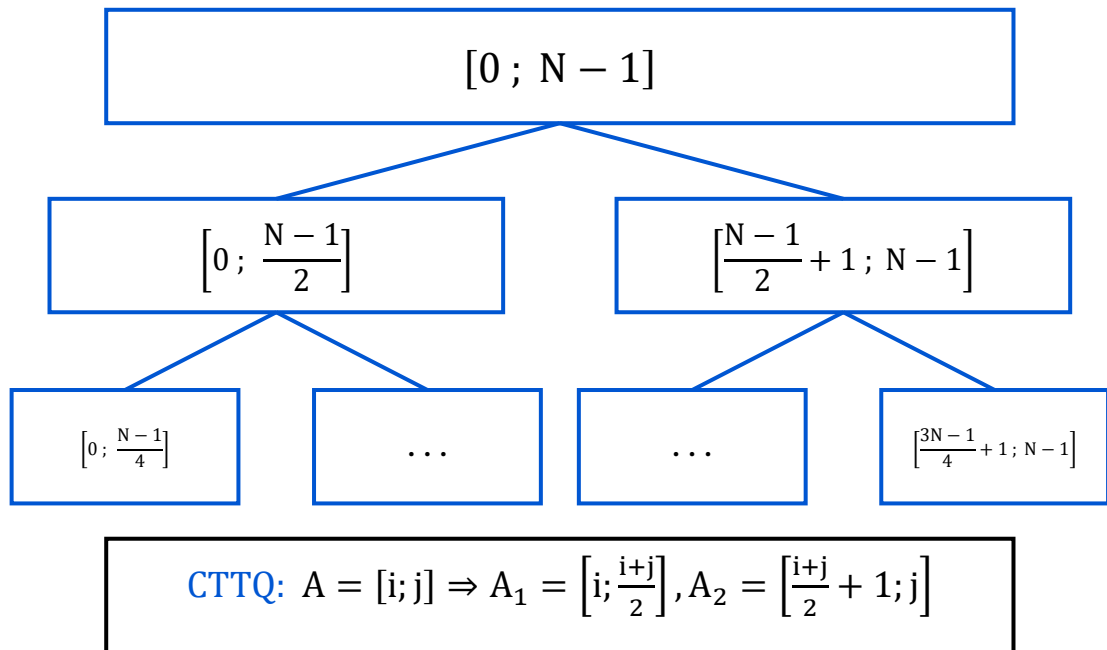 [0 ; N − 1]
[0 ; (N − 1)/2] [(N − 1)/2 + 1 ; N − 1]
[0 ; (N − 1)/4] ... ... [(3N − 1)/4 + 1 ; N − 1]
CTTQ: A = [i; j] ⇒ A₁ = [i; (i+j)/2], A₂ = [(i+j)/2 + 1; j]